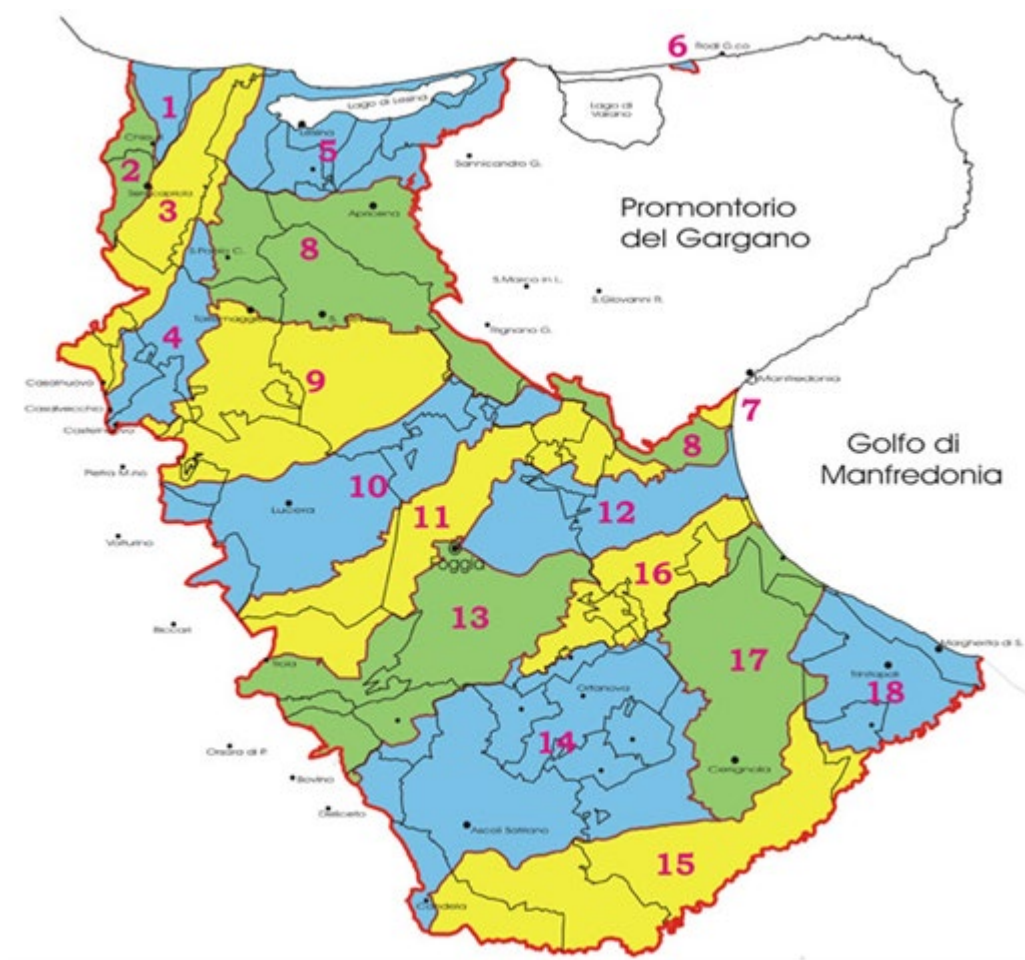 6
Rodi G.co
1
Lago di Lesina
Lago di
Varano
Lesina
5
2
Sannicandro G.
3
Apricena
Promontorio
del Gargano
S.Paolo C.
8
S.Marco in L.
S.Giovanni R.
4
Rignano G.
9
Casalnuovo
Manfredonia
7
Casalvecchio
8
Golfo di
Manfredonia
Pietra M.no
10
Lucera
11
12
Volturino
Foggia
16
13
Biccari
17
Margherita di S.
Troia
Trinitapoli
18
Ortanova
14
Orsara di P.
Bovino
Cerignola
Deliceto
Ascoli Satriano
15
Candela